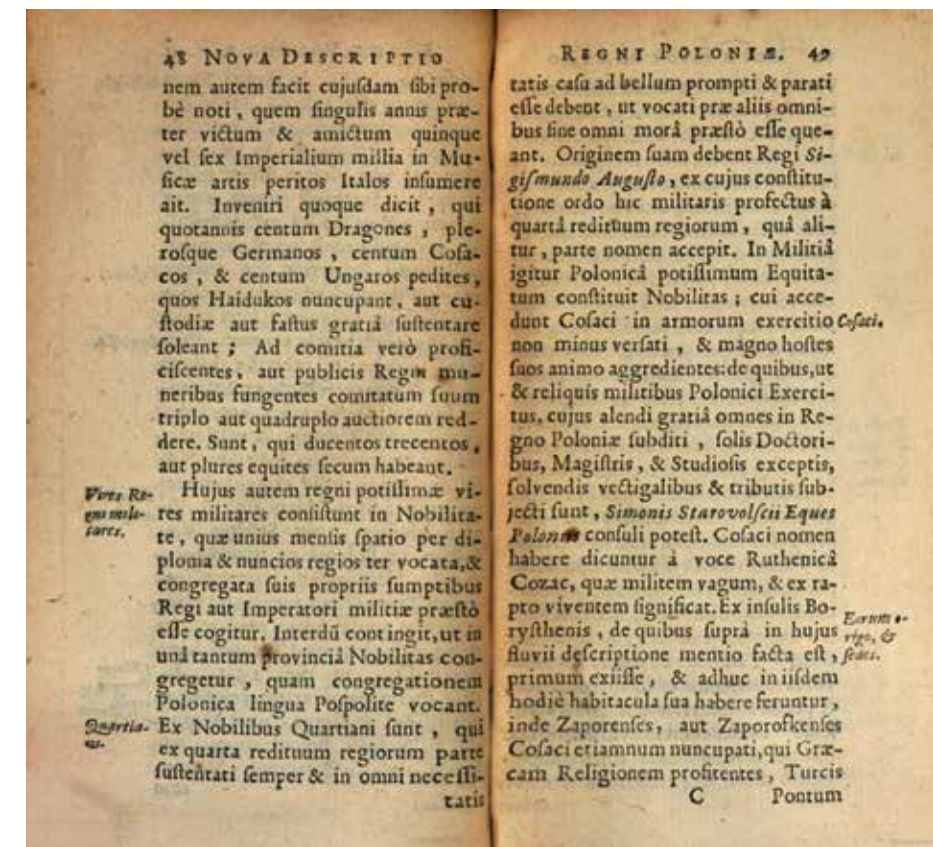 48 NOVA DESCRIPTIO
nem autem facit cujuſdam ſibi pro-
bè noti, quem ſingulis annis præ-
ter victum & amictum quinque
vel ſex Imperialium millia in Mu-
ſicæ artis peritos Italos inſumere
ait. Inveniri quoque dicit, qui
quotannis centum Dragones, ple-
roſque Germanos, centum Coſa-
cos, & centum Ungaros pedites,
quos Haidukos nuncupant, aut cu-
ſtodiæ aut faſtus gratiâ ſuſtentare
ſoleant; Ad comitia verò profi-
ciſcentes, aut publicis Regni mu-
neribus fungentes comitatum ſuum
triplo aut quadruplo auctiorem red-
dere. Sunt, qui ducentos trecentos,
aut plures equites ſecum habeant.
Vires Re-
gni mili-
tares.
Hujus autem regni potiſſimæ vi-
res militares conſiſtunt in Nobilita-
te, quæ unius menſis ſpatio per di-
ploma & nuncios regios ter vocata, &
congregata ſuis propriis ſumptibus
Regi aut Imperatori militiæ præſtò
eſſe cogitur. Interdū contingit, ut in
unâ tantum provinciâ Nobilitas con-
gregetur, quam congregationem
Polonica lingua Poſpolite vocant.
Quartia-
ni.
Ex Nobilibus Quartiani ſunt, qui
ex quarta redituum regiorum parte
ſuſtentati ſemper & in omni neceſſi-
tatis
REGNI POLONIÆ. 49
tatis caſu ad bellum prompti & parati
eſſe debent, ut vocati præ aliis omni-
bus ſine omni morâ præſtò eſſe que-
ant. Originem ſuam debent Regi Si-
giſmundo Auguſto, ex cujus conſtitu-
tione ordo hic militaris profectus à
quartâ redituum regiorum, quâ ali-
tur, parte nomen accepit. In Militiâ
igitur Polonicâ potiſſimum Equita-
tum conſtituit Nobilitas; cui acce-
dunt Coſaci in armorum exercitio
Coſaci.
non minus verſati, & magno hoſtes
ſuos animo aggredientes: de quibus, ut
& reliquis militibus Polonici Exerci-
tus, cujus alendi gratiâ omnes in Re-
gno Poloniæ ſubditi, ſolis Doctori-
bus, Magiſtris, & Studioſis exceptis,
ſolvendis vectigalibus & tributis ſub-
jecti ſunt, Simonis Starovolſcii Eques
Polonus conſuli poteſt. Coſaci nomen
habere dicuntur à voce Ruthenicâ
Cozac, quæ militem vagum, & ex ra-
pto viventem ſignificat. Ex inſulis Bo-
ryſthenis, de quibus ſuprà in hujus
fluvii deſcriptione mentio facta eſt,
Earum o-
rigo, &
ſedes.
primum exiiſſe, & adhuc in iiſdem
hodiè habitacula ſua habere feruntur,
inde Zaporenſes, aut Zaporoſkenſes
Coſaci etiamnum nuncupati, qui Græ-
cam Religionem profitentes, Turcis
C Pontum